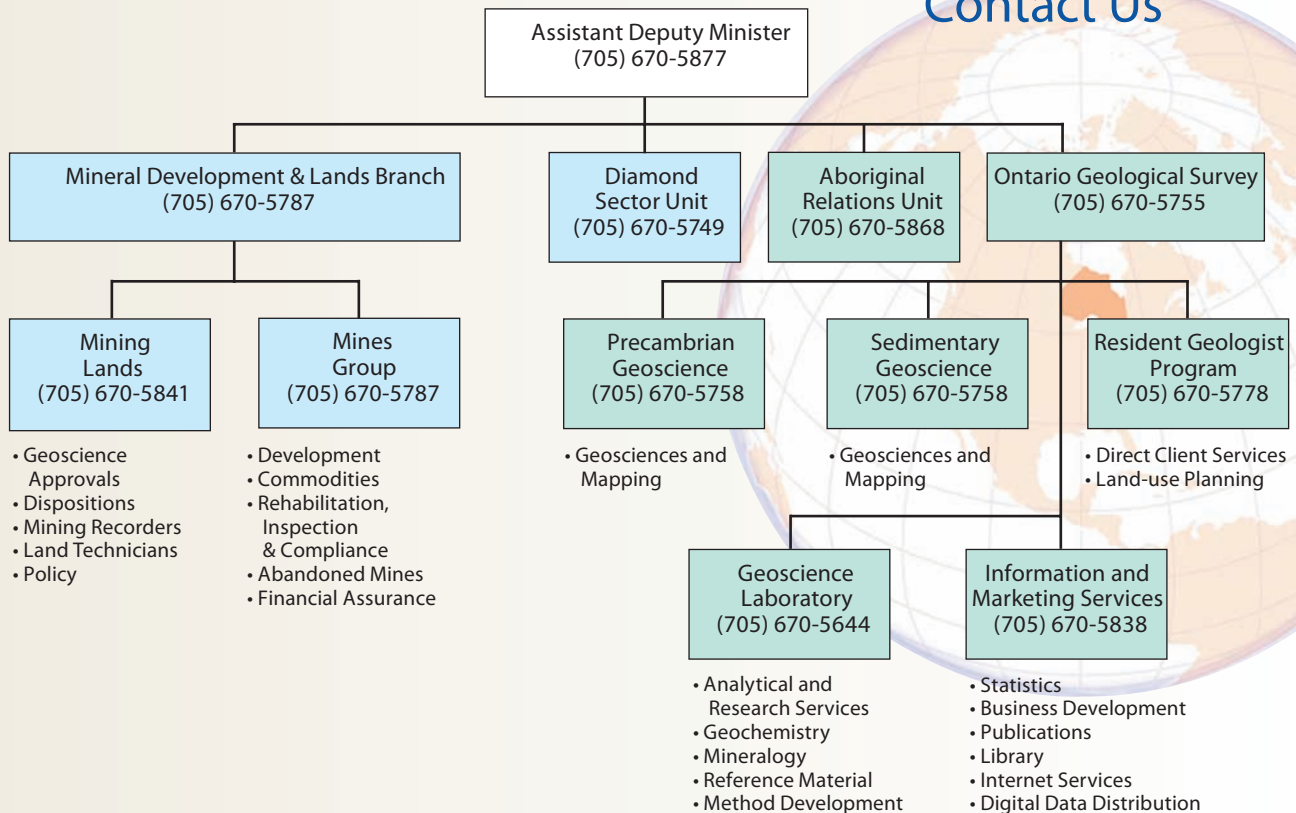 Contact Us
Assistant Deputy Minister
(705) 670-5877
Mineral Development & Lands Branch
(705) 670-5787
Diamond
Sector Unit
(705) 670-5749
Aboriginal
Relations Unit
(705) 670-5868
Ontario Geological Survey
(705) 670-5755
Mining
Lands
(705) 670-5841
• Geoscience
Approvals
• Dispositions
• Mining Recorders
• Land Technicians
• Policy
Mines
Group
(705) 670-5787
• Development
• Commodities
• Rehabilitation,
Inspection
& Compliance
• Abandoned Mines
• Financial Assurance
Precambrian
Geoscience
(705) 670-5758
• Geosciences and
Mapping
Sedimentary
Geoscience
(705) 670-5758
• Geosciences and
Mapping
Resident Geologist
Program
(705) 670-5778
• Direct Client Services
• Land-use Planning
Geoscience
Laboratory
(705) 670-5644
• Analytical and
Research Services
• Geochemistry
• Mineralogy
• Reference Material
• Method Development
Information and
Marketing Services
(705) 670-5838
• Statistics
• Business Development
• Publications
• Library
• Internet Services
• Digital Data Distribution